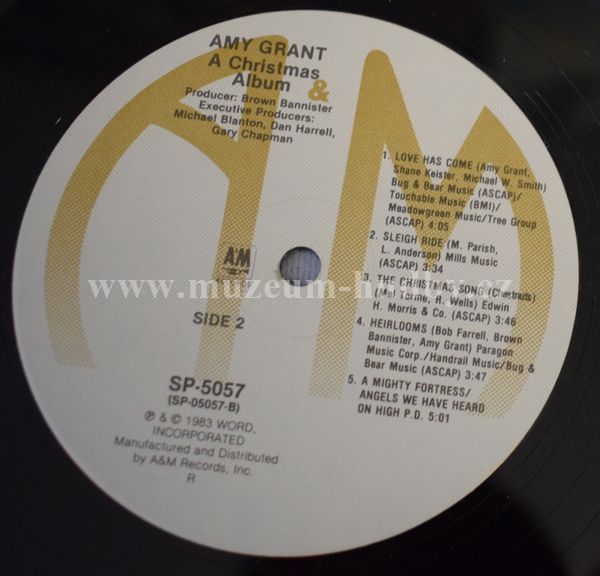 AMY GRANT
A Christmas
Album
&
Producer: Brown Bannister
Executive Producers:
Michael Blanton, Dan Harrell,
Gary Chapman
1. LOVE HAS COME (Amy Grant,
Shane Keister, Michael W. Smith)
Bug & Bear Music (ASCAP)/
Touchable Music (BMI)/
Meadowgreen Music/Tree Group
(ASCAP) 4:05
2. SLEIGH RIDE (M. Parish,
L. Anderson) Mills Music
(ASCAP) 3:34
3. THE CHRISTMAS SONG (Chestnuts)
(Mel Torme, R. Wells) Edwin
H. Morris & Co. (ASCAP) 3:46
4. HEIRLOOMS (Bob Farrell, Brown
Bannister, Amy Grant) Paragon
Music Corp./Handrail Music/Bug &
Bear Music (ASCAP) 3:47
5. A MIGHTY FORTRESS/
ANGELS WE HAVE HEARD
ON HIGH P.D. 5:01
AM
SIDE 2
SP-5057
(SP-05057-B)
℗ & © 1983 WORD,
INCORPORATED
Manufactured and Distributed
by A&M Records, Inc.
R
www.muzeum-hudby.cz